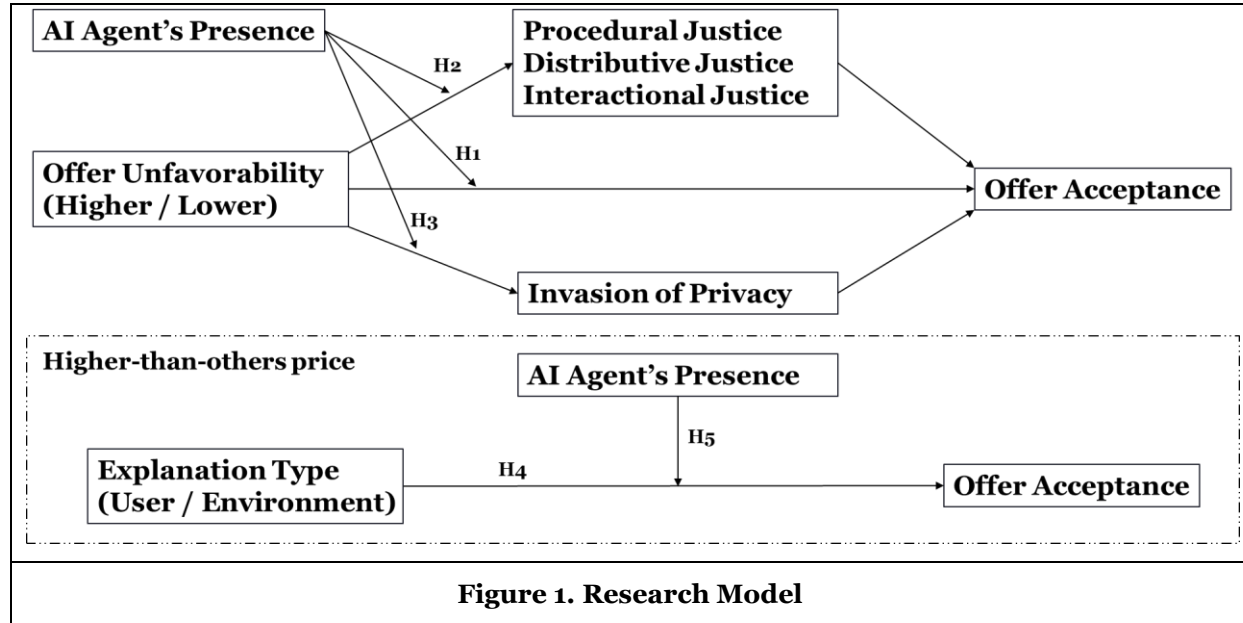 AI Agent's Presence
Procedural Justice
Distributive Justice
Interactional Justice
H2
H1
Offer Unfavorability
(Higher / Lower)
Offer Acceptance
H3
Invasion of Privacy
Higher-than-others price
AI Agent's Presence
H5
Explanation Type
(User / Environment)
H4
Offer Acceptance
Figure 1. Research Model